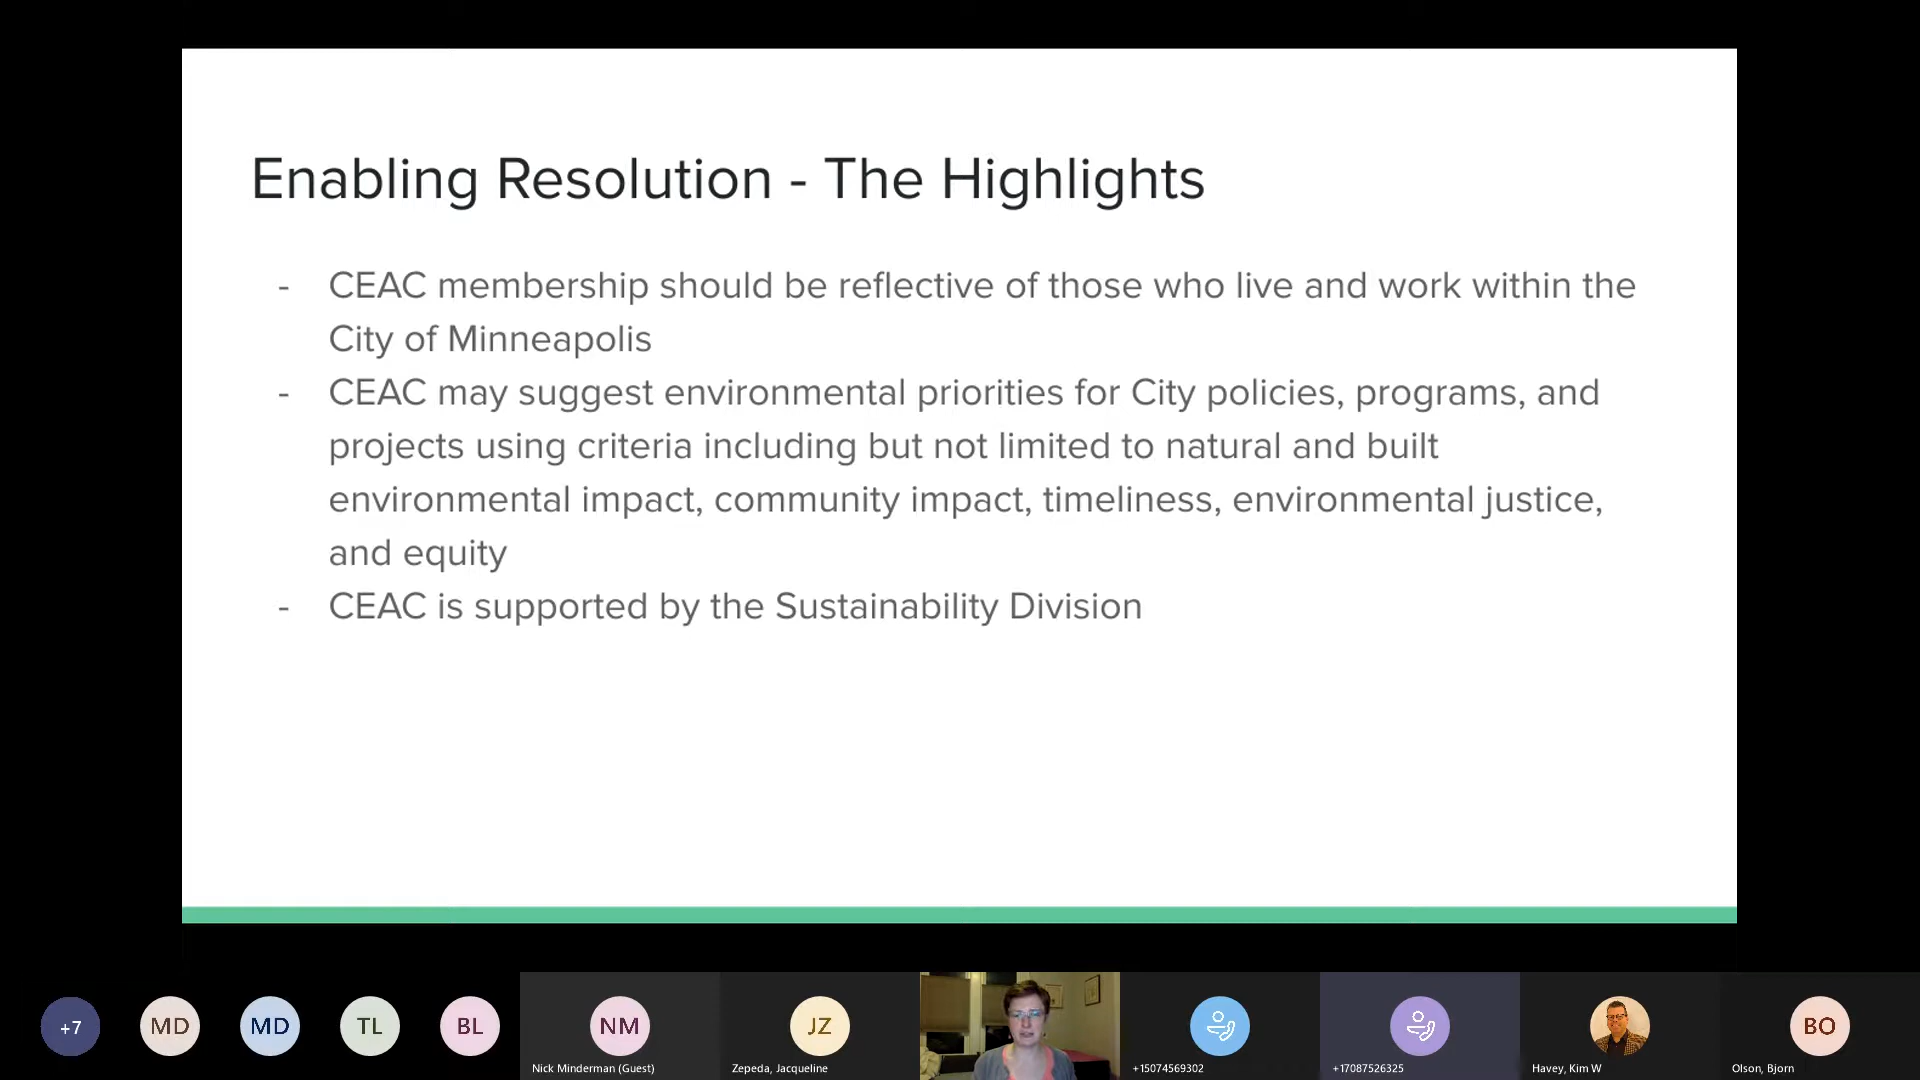 Enabling Resolution - The Highlights
- CEAC membership should be reflective of those who live and work within the
City of Minneapolis
- CEAC may suggest environmental priorities for City policies, programs, and
projects using criteria including but not limited to natural and built
environmental impact, community impact, timeliness, environmental justice,
and equity
- CEAC is supported by the Sustainability Division
+7
MD
MD
TL
BL
NM
JZ
BO
Nick Minderman (Guest)
Zepeda, Jacqueline
+15074569302
+17087526325
Havey, Kim W
Olson, Bjorn